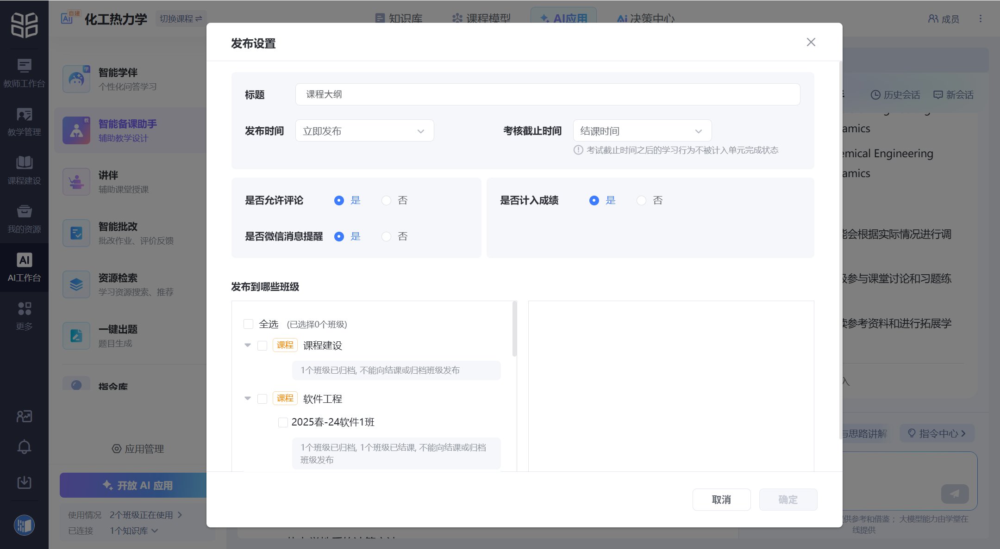 自建
化工热力学
切换课程
知识库
课程模型
AI应用
决策中心
成员
教师工作台
教学管理
课程建设
我的资源
AI工作台
更多
学
智能学伴
个性化问答学习
教
智能备课助手
辅助教学设计
讲伴
辅助课堂授课
智能批改
批改作业、评价反馈
资源检索
学习资源搜索、推荐
一键出题
题目生成
指令库
应用管理
开放 AI 应用
使用情况 2个班级正在使用
已连接 1个知识库
发布设置
标题 课程大纲
发布时间 立即发布
考核截止时间 结课时间
考试截止时间之后的学习行为不被计入单元完成状态
是否允许评论 是 否
是否计入成绩 是 否
是否微信消息提醒 是 否
发布到哪些班级
全选 (已选择0个班级)
课程 课程建设
1个班级已归档, 不能向结课或归档班级发布
课程 软件工程
2025春-24软件1班
1个班级已归档, 1个班级已结课, 不能向结课或归档
班级发布
取消
确定
历史会话
新会话
amics
emical Engineering
amics
能会根据实际情况进行调
参与课堂讨论和习题练
参考资料和进行拓展学
入
与思路讲解
指令中心
供参考和借鉴；大模型能力由学堂在
线提供